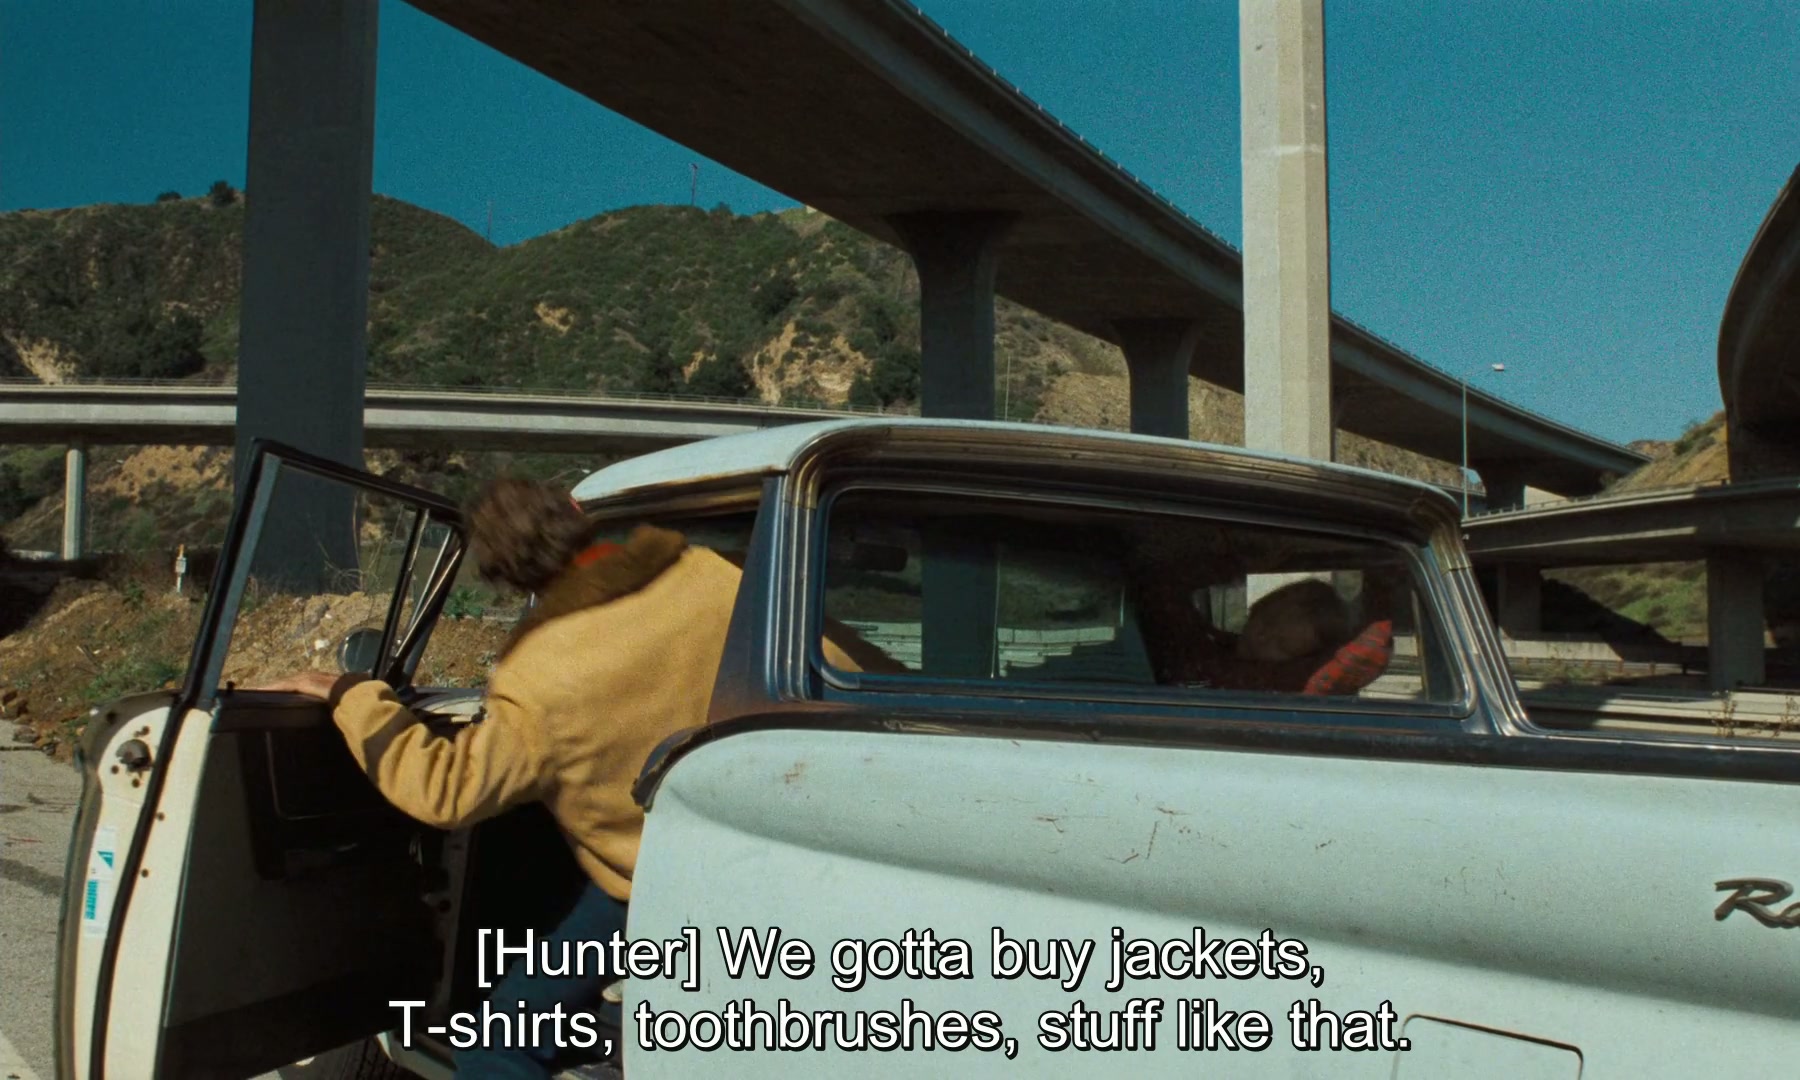 [Hunter] We gotta buy jackets,
T-shirts, toothbrushes, stuff like that.